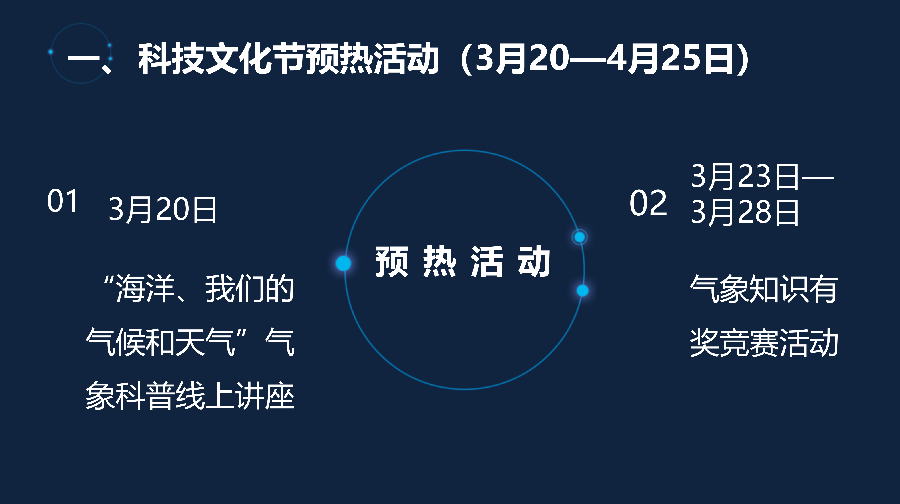 一、 科技文化节预热活动（3月20—4月25日）
01
3月20日
“海洋、我们的
气候和天气”气
象科普线上讲座
预热活动
02
3月23日—
3月28日
气象知识有
奖竞赛活动